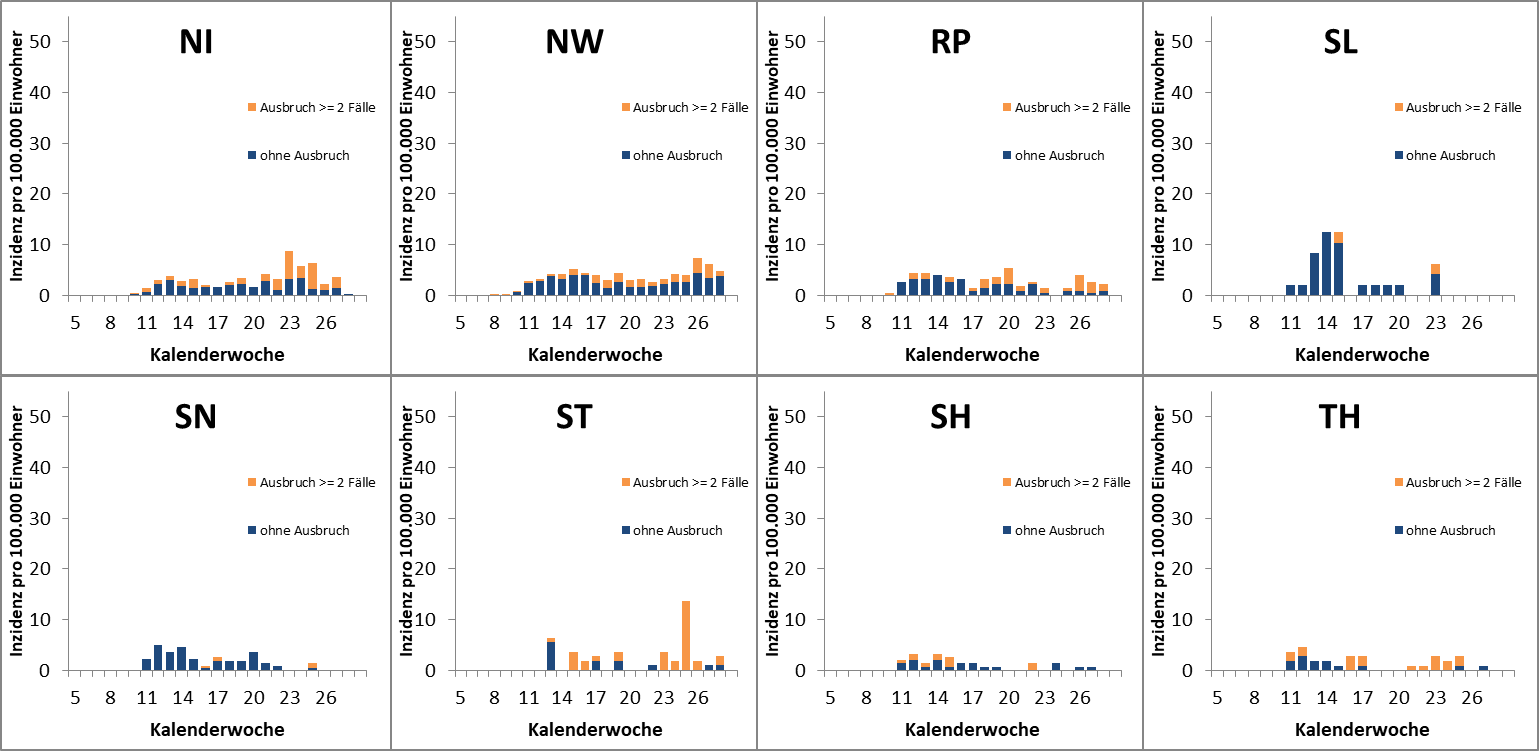 NI
Inzidenz pro 100.000 Einwohner
50
40
30
20
10
0
Ausbruch >= 2 Fälle
ohne Ausbruch
5 8 11 14 17 20 23 26
Kalenderwoche
NW
Inzidenz pro 100.000 Einwohner
50
40
30
20
10
0
Ausbruch >= 2 Fälle
ohne Ausbruch
5 8 11 14 17 20 23 26
Kalenderwoche
RP
Inzidenz pro 100.000 Einwohner
50
40
30
20
10
0
Ausbruch >= 2 Fälle
ohne Ausbruch
5 8 11 14 17 20 23 26
Kalenderwoche
SL
Inzidenz pro 100.000 Einwohner
50
40
30
20
10
0
Ausbruch >= 2 Fälle
ohne Ausbruch
5 8 11 14 17 20 23 26
Kalenderwoche
SN
Inzidenz pro 100.000 Einwohner
50
40
30
20
10
0
Ausbruch >= 2 Fälle
ohne Ausbruch
5 8 11 14 17 20 23 26
Kalenderwoche
ST
Inzidenz pro 100.000 Einwohner
50
40
30
20
10
0
Ausbruch >= 2 Fälle
ohne Ausbruch
5 8 11 14 17 20 23 26
Kalenderwoche
SH
Inzidenz pro 100.000 Einwohner
50
40
30
20
10
0
Ausbruch >= 2 Fälle
ohne Ausbruch
5 8 11 14 17 20 23 26
Kalenderwoche
TH
Inzidenz pro 100.000 Einwohner
50
40
30
20
10
0
Ausbruch >= 2 Fälle
ohne Ausbruch
5 8 11 14 17 20 23 26
Kalenderwoche